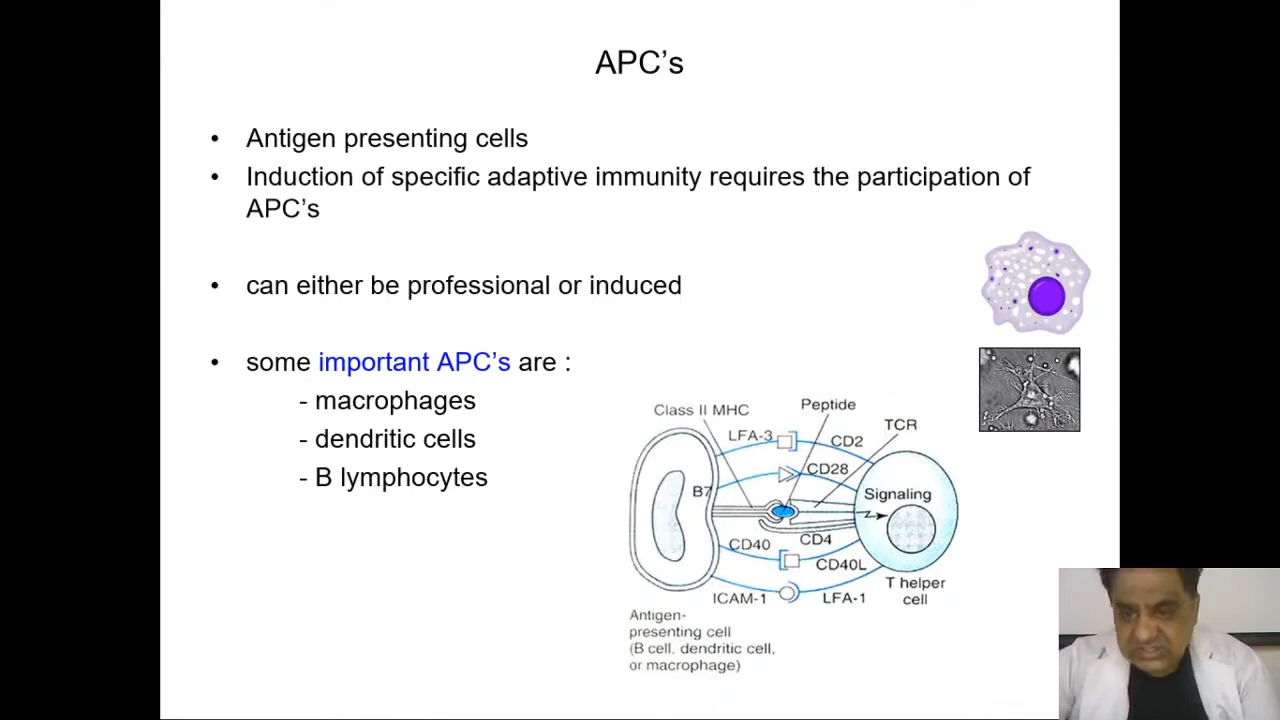 APC’s
• Antigen presenting cells
• Induction of specific adaptive immunity requires the participation of
APC’s
• can either be professional or induced
• some important APC’s are :
- macrophages
- dendritic cells
- B lymphocytes
Class II MHC
Peptide
TCR
LFA-3
CD2
CD28
B7
Signaling
CD4
CD40
CD40L
ICAM-1
LFA-1
T helper
cell
Antigen-
presenting cell
(B cell, dendritic cell,
or macrophage)